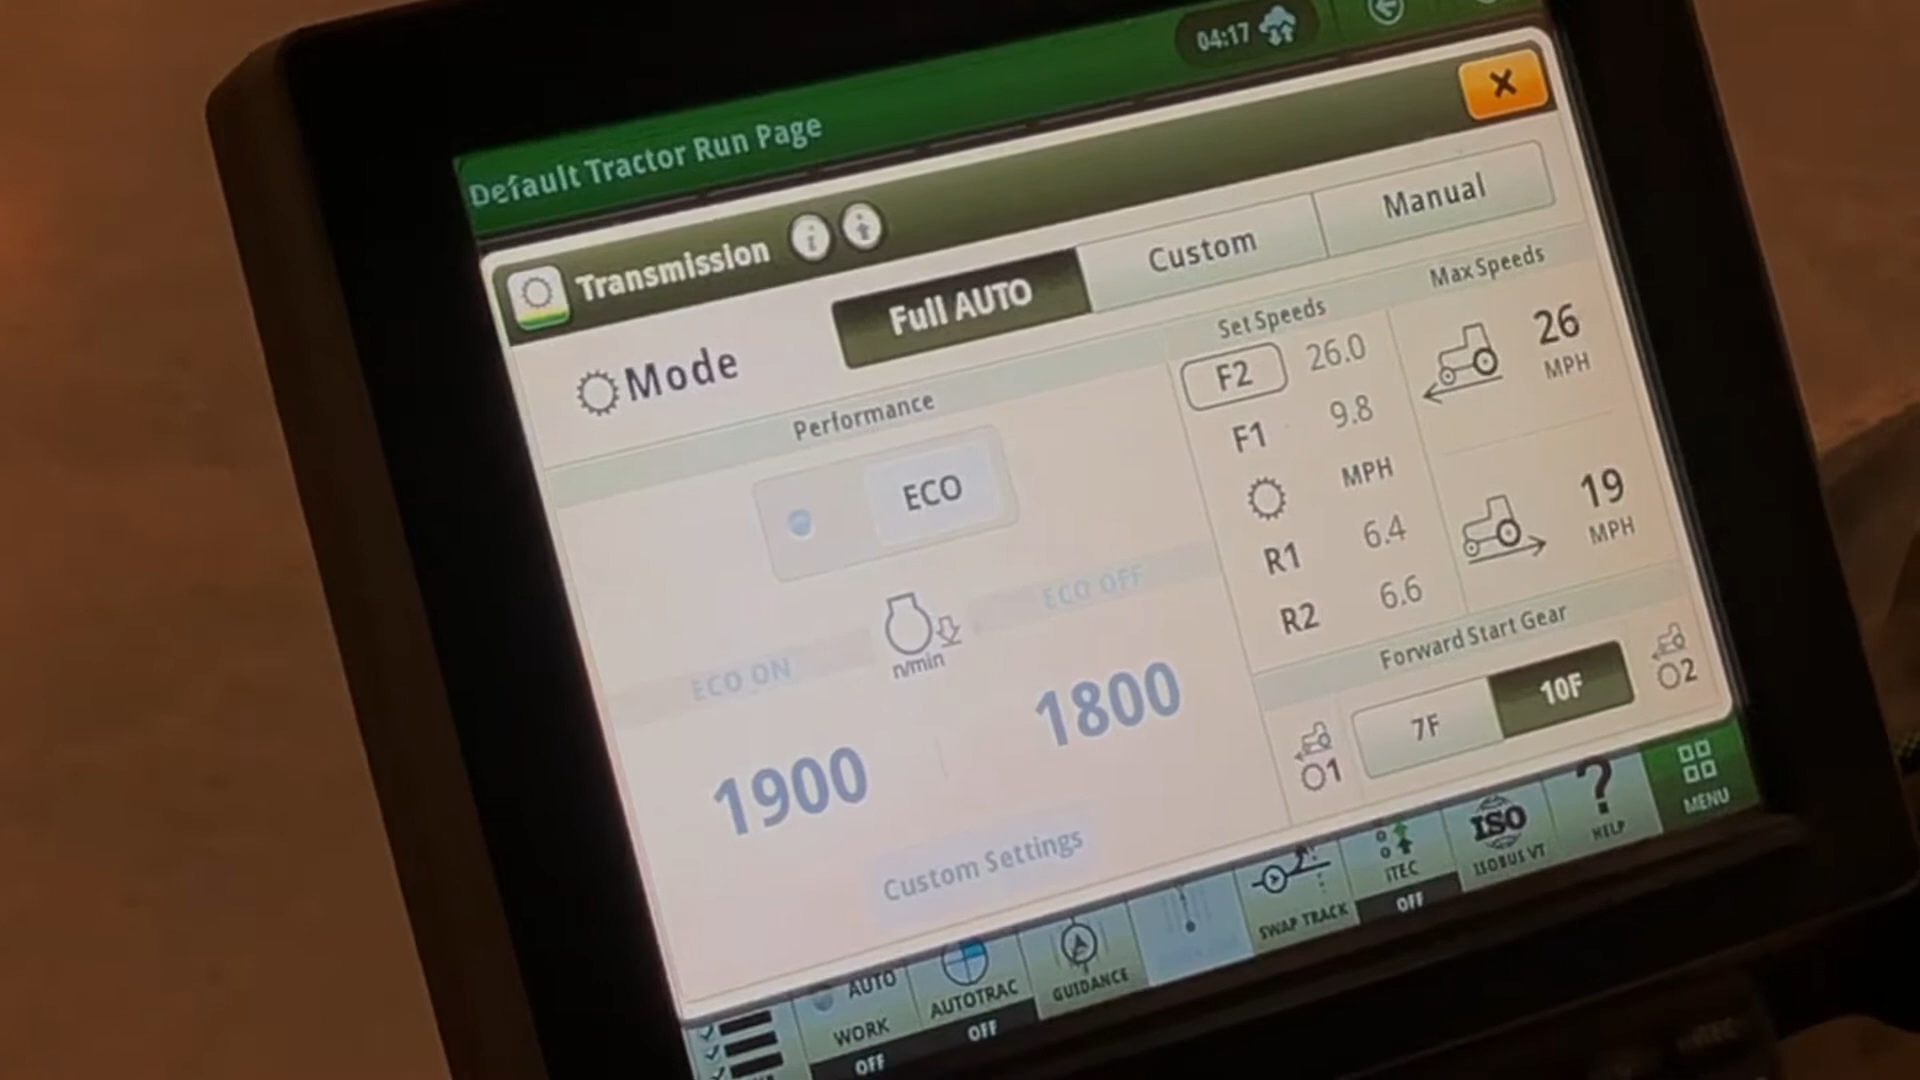 04:17
Default Tractor Run Page
Transmission
Mode
Full AUTO
Custom
Manual
Performance
ECO
ECO ON
n/min
ECO OFF
1900
1800
Custom Settings
Set Speeds
F2 26.0
F1 9.8
MPH
R1 6.4
R2 6.6
Max Speeds
26
MPH
19
MPH
Forward Start Gear
1
7F
10F
2
AUTO
WORK
OFF
AUTOTRAC
OFF
GUIDANCE
SWAP TRACK
iTEC
OFF
ISO
ISOBUS VT
?
HELP
MENU